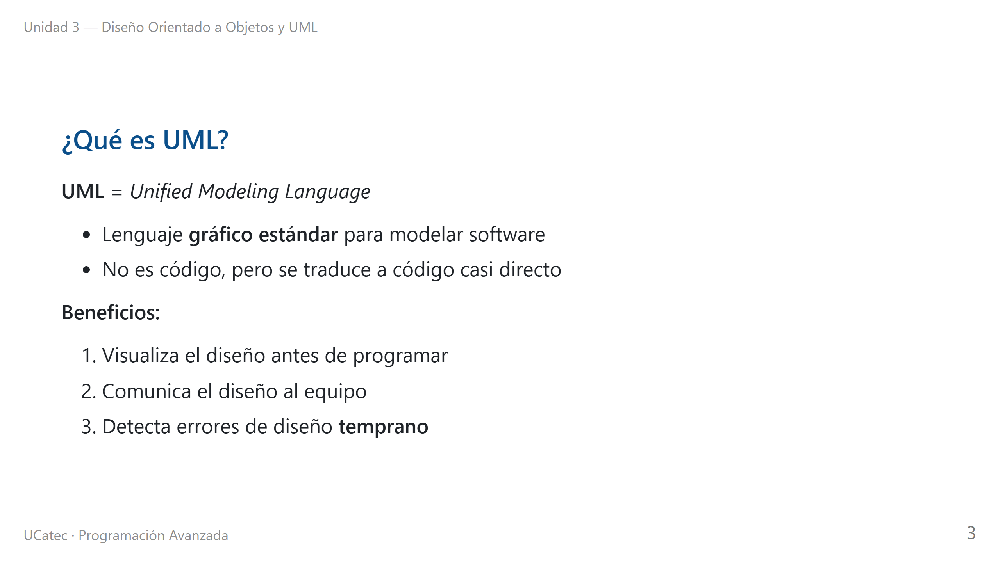 Unidad 3 — Diseño Orientado a Objetos y UML
¿Qué es UML?
UML = Unified Modeling Language
• Lenguaje gráfico estándar para modelar software
• No es código, pero se traduce a código casi directo
Beneficios:
1. Visualiza el diseño antes de programar
2. Comunica el diseño al equipo
3. Detecta errores de diseño temprano
UCatec · Programación Avanzada
3